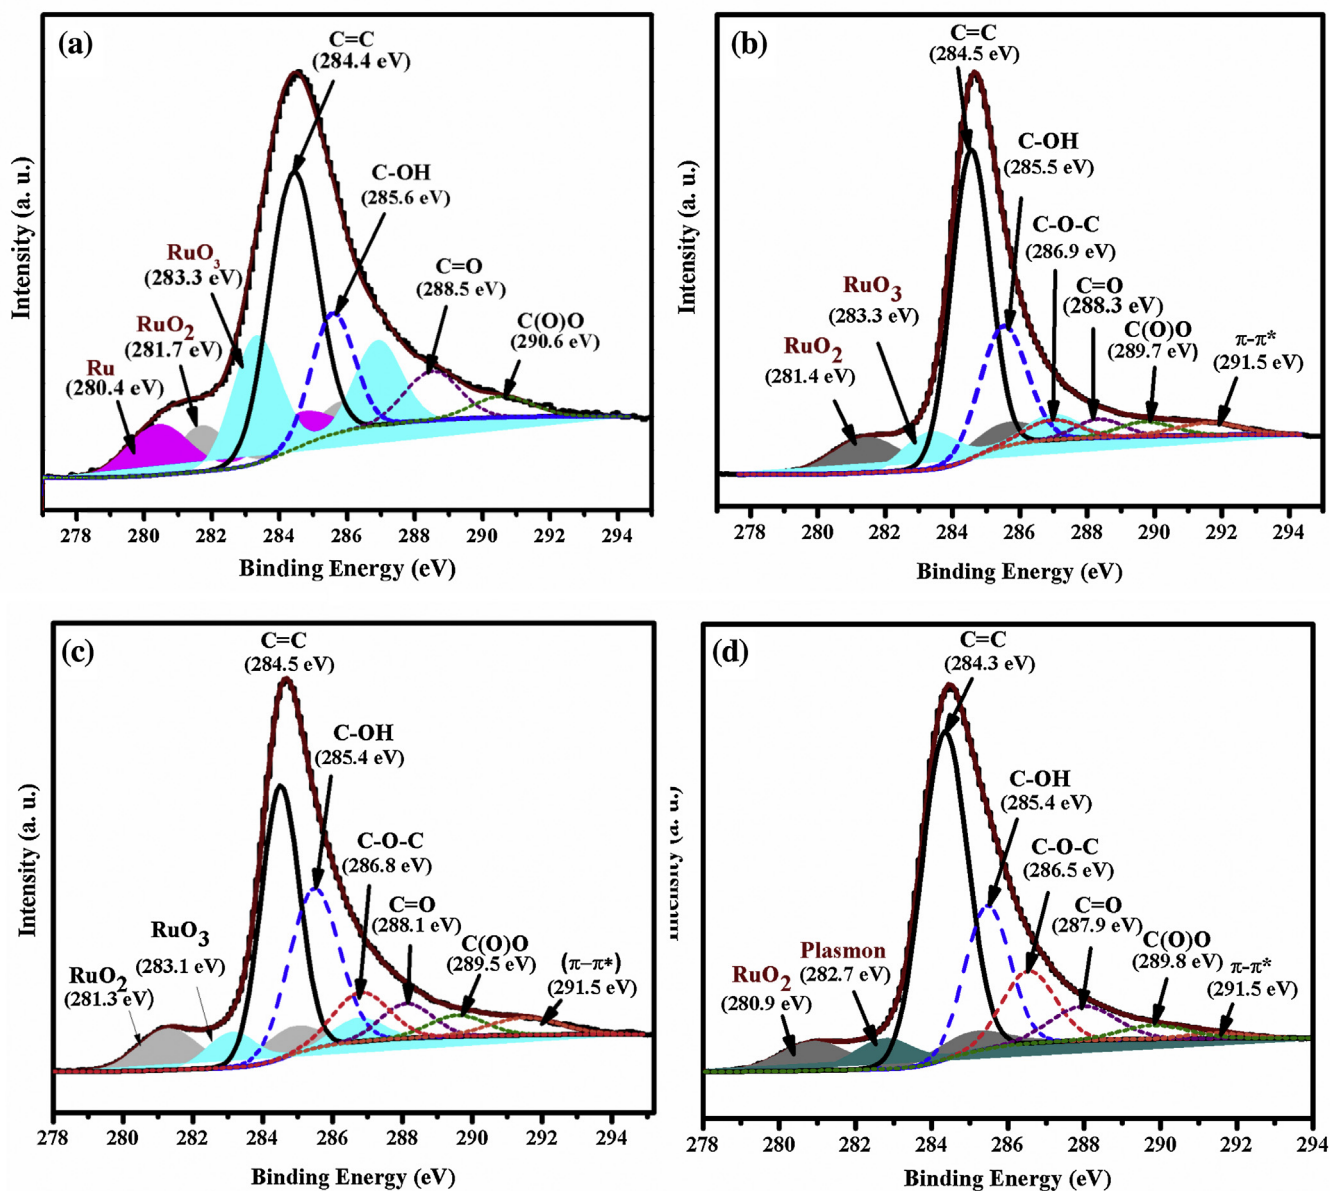 (a)
C=C
(284.4 eV)
C-OH
(285.6 eV)
RuO3
(283.3 eV)
C=O
(288.5 eV)
RuO2
(281.7 eV)
C(O)O
(290.6 eV)
Ru
(280.4 eV)
Intensity (a. u.)
278 280 282 284 286 288 290 292 294
Binding Energy (eV)
(b)
C=C
(284.5 eV)
C-OH
(285.5 eV)
C-O-C
(286.9 eV)
RuO3
(283.3 eV)
C=O
(288.3 eV)
RuO2
(281.4 eV)
C(O)O
(289.7 eV)
π-π*
(291.5 eV)
Intensity (a. u.)
278 280 282 284 286 288 290 292 294
Binding Energy (eV)
(c)
C=C
(284.5 eV)
C-OH
(285.4 eV)
C-O-C
(286.8 eV)
C=O
(288.1 eV)
RuO3
(283.1 eV)
C(O)O
(289.5 eV)
(π–π*)
(291.5 eV)
RuO2
(281.3 eV)
Intensity (a. u.)
278 280 282 284 286 288 290 292 294
Binding Energy (eV)
(d)
C=C
(284.3 eV)
C-OH
(285.4 eV)
C-O-C
(286.5 eV)
C=O
(287.9 eV)
Plasmon
(282.7 eV)
C(O)O
(289.8 eV)
RuO2
(280.9 eV)
π-π*
(291.5 eV)
Intensity (a. u.)
278 280 282 284 286 288 290 292 294
Binding Energy (eV)